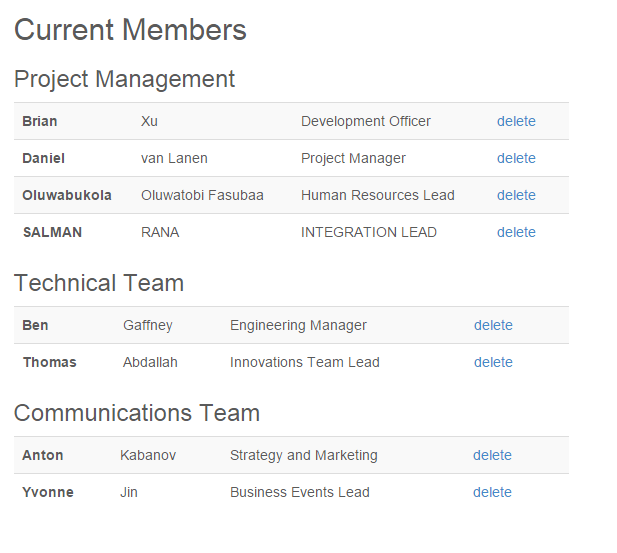 Current Members
Project Management
Brian Xu Development Officer delete
Daniel van Lanen Project Manager delete
Oluwabukola Oluwatobi Fasubaa Human Resources Lead delete
SALMAN RANA INTEGRATION LEAD delete
Technical Team
Ben Gaffney Engineering Manager delete
Thomas Abdallah Innovations Team Lead delete
Communications Team
Anton Kabanov Strategy and Marketing delete
Yvonne Jin Business Events Lead delete